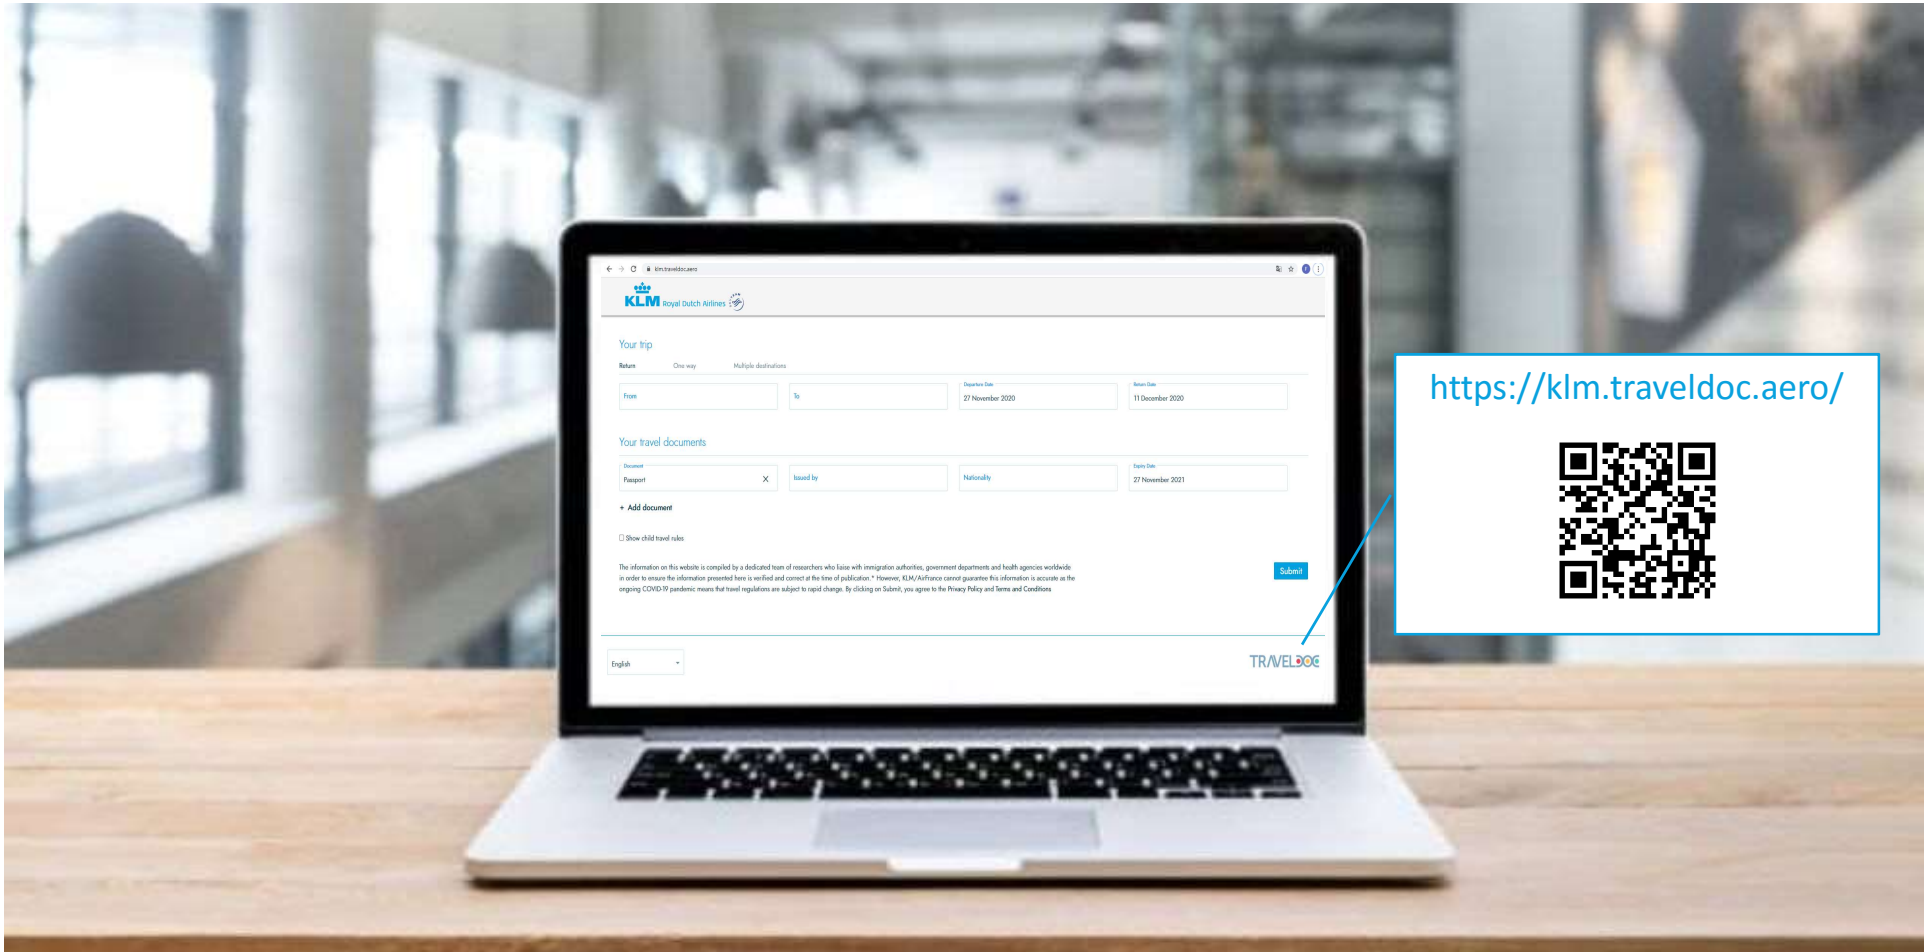 klm.traveldoc.aero
KLM Royal Dutch Airlines
Your trip
Return One way Multiple destinations
From To Departure Date 27 November 2020 Return Date 11 December 2020
Your travel documents
Document Passport X Issued by Nationality Expiry Date 27 November 2021
+ Add document
Show child travel rules
The information on this website is compiled by a dedicated team of researchers who liaise with immigration authorities, government departments and health agencies worldwide
in order to ensure the information presented here is verified and correct at the time of publication.* However, KLM/AirFrance cannot guarantee this information is accurate as the
ongoing COVID-19 pandemic means that travel regulations are subject to rapid change. By clicking on Submit, you agree to the Privacy Policy and Terms and Conditions
Submit
English
TRAVELDOC
https://klm.traveldoc.aero/